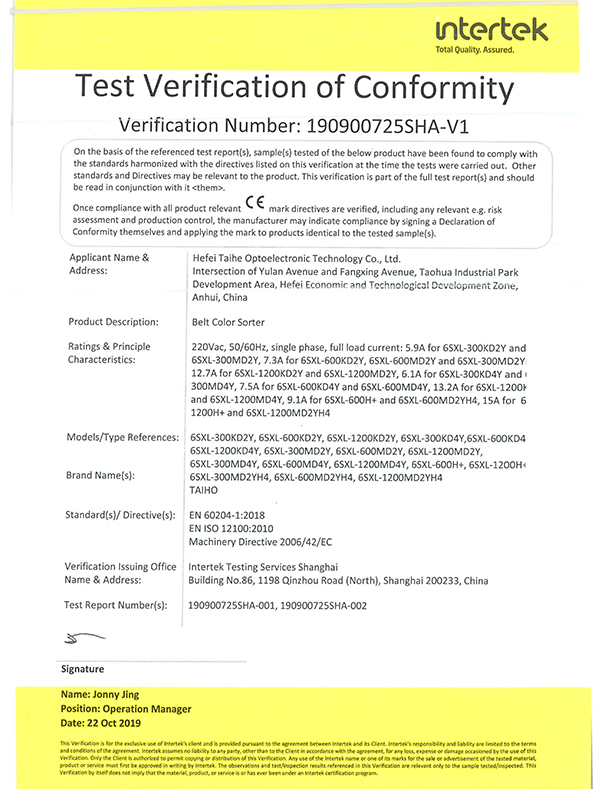 intertek
Total Quality. Assured.
Test Verification of Conformity
Verification Number: 190900725SHA-V1
On the basis of the referenced test report(s), sample(s) tested of the below product have been found to comply with
the standards harmonized with the directives listed on this verification at the time the tests were carried out. Other
standards and Directives may be relevant to the product. This verification is part of the full test report(s) and should
be read in conjunction with it <them>.
Once compliance with all product relevant CE mark directives are verified, including any relevant e.g. risk
assessment and production control, the manufacturer may indicate compliance by signing a Declaration of
Conformity themselves and applying the mark to products identical to the tested sample(s).
Applicant Name & Address: Hefei Taihe Optoelectronic Technology Co., Ltd.
Intersection of Yulan Avenue and Fangxing Avenue, Taohua Industrial Park
Development Area, Hefei Economic and Technological Development Zone,
Anhui, China
Product Description: Belt Color Sorter
Ratings & Principle Characteristics: 220Vac, 50/60Hz, single phase, full load current: 5.9A for 6SXL-300KD2Y and
6SXL-300MD2Y, 7.3A for 6SXL-600KD2Y, 6SXL-600MD2Y and 6SXL-300MD2Y
12.7A for 6SXL-1200KD2Y and 6SXL-1200MD2Y, 6.1A for 6SXL-300KD4Y and
300MD4Y, 7.5A for 6SXL-600KD4Y and 6SXL-600MD4Y, 13.2A for 6SXL-1200K
and 6SXL-1200MD4Y, 9.1A for 6SXL-600H+ and 6SXL-600MD2YH4, 15A for 6
1200H+ and 6SXL-1200MD2YH4
Models/Type References: 6SXL-300KD2Y, 6SXL-600KD2Y, 6SXL-1200KD2Y, 6SXL-300KD4Y,6SXL-600KD4
6SXL-1200KD4Y, 6SXL-300MD2Y, 6SXL-600MD2Y, 6SXL-1200MD2Y,
6SXL-300MD4Y, 6SXL-600MD4Y, 6SXL-1200MD4Y, 6SXL-600H+, 6SXL-1200H+
6SXL-300MD2YH4, 6SXL-600MD2YH4, 6SXL-1200MD2YH4
Brand Name(s): TAIHO
Standard(s)/ Directive(s): EN 60204-1:2018
EN ISO 12100:2010
Machinery Directive 2006/42/EC
Verification Issuing Office Name & Address: Intertek Testing Services Shanghai
Building No.86, 1198 Qinzhou Road (North), Shanghai 200233, China
Test Report Number(s): 190900725SHA-001, 190900725SHA-002
Signature
Name: Jonny Jing
Position: Operation Manager
Date: 22 Oct 2019
This Verification is for the exclusive use of Intertek's client and is provided pursuant to the agreement between Intertek and its Client. Intertek's responsibility and liability are limited to the terms
and conditions of the agreement. Intertek assumes no liability to any party, other than to the Client in accordance with the agreement, for any loss, expense or damage occasioned by the use of this
Verification. Only the Client is authorized to permit copying or distribution of this Verification. Any use of the Intertek name or one of its marks for the sale or advertisement of the tested material,
product or service must first be approved in writing by Intertek. The observations and test/inspection results referenced in this Verification are relevant only to the sample tested/inspected. This
Verification by itself does not imply that the material, product, or service is or has ever been under an Intertek certification program.